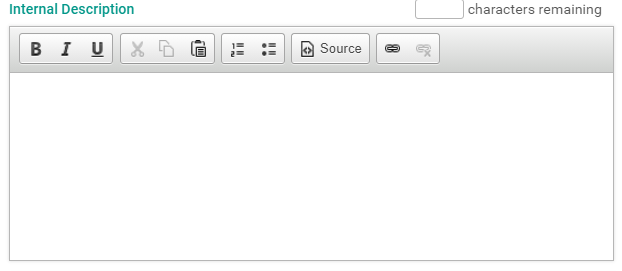 Internal Description characters remaining
B I U Source